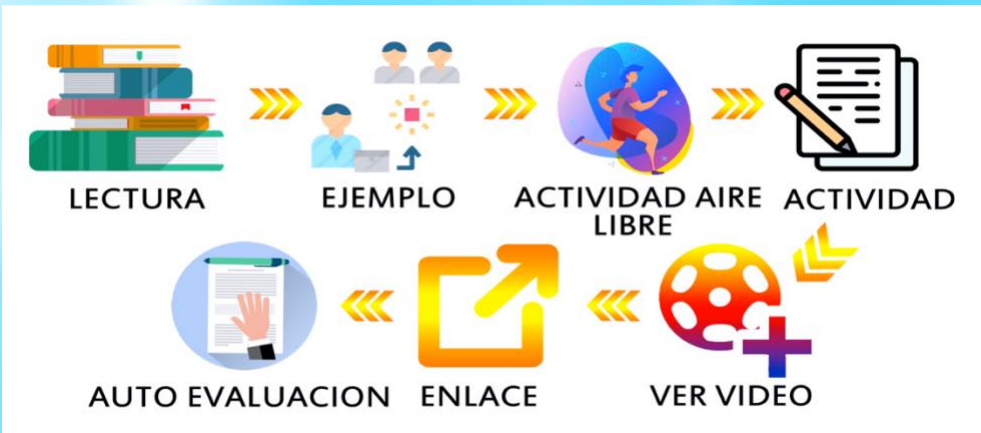 LECTURA
EJEMPLO
ACTIVIDAD AIRE
LIBRE
ACTIVIDAD
VER VIDEO
ENLACE
AUTO EVALUACION